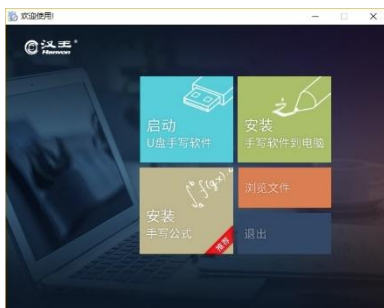 欢迎使用!
汉王
Hanvon
启动
U盘手写软件
安装
手写软件到电脑
安装
手写公式
推荐
浏览文件
退出